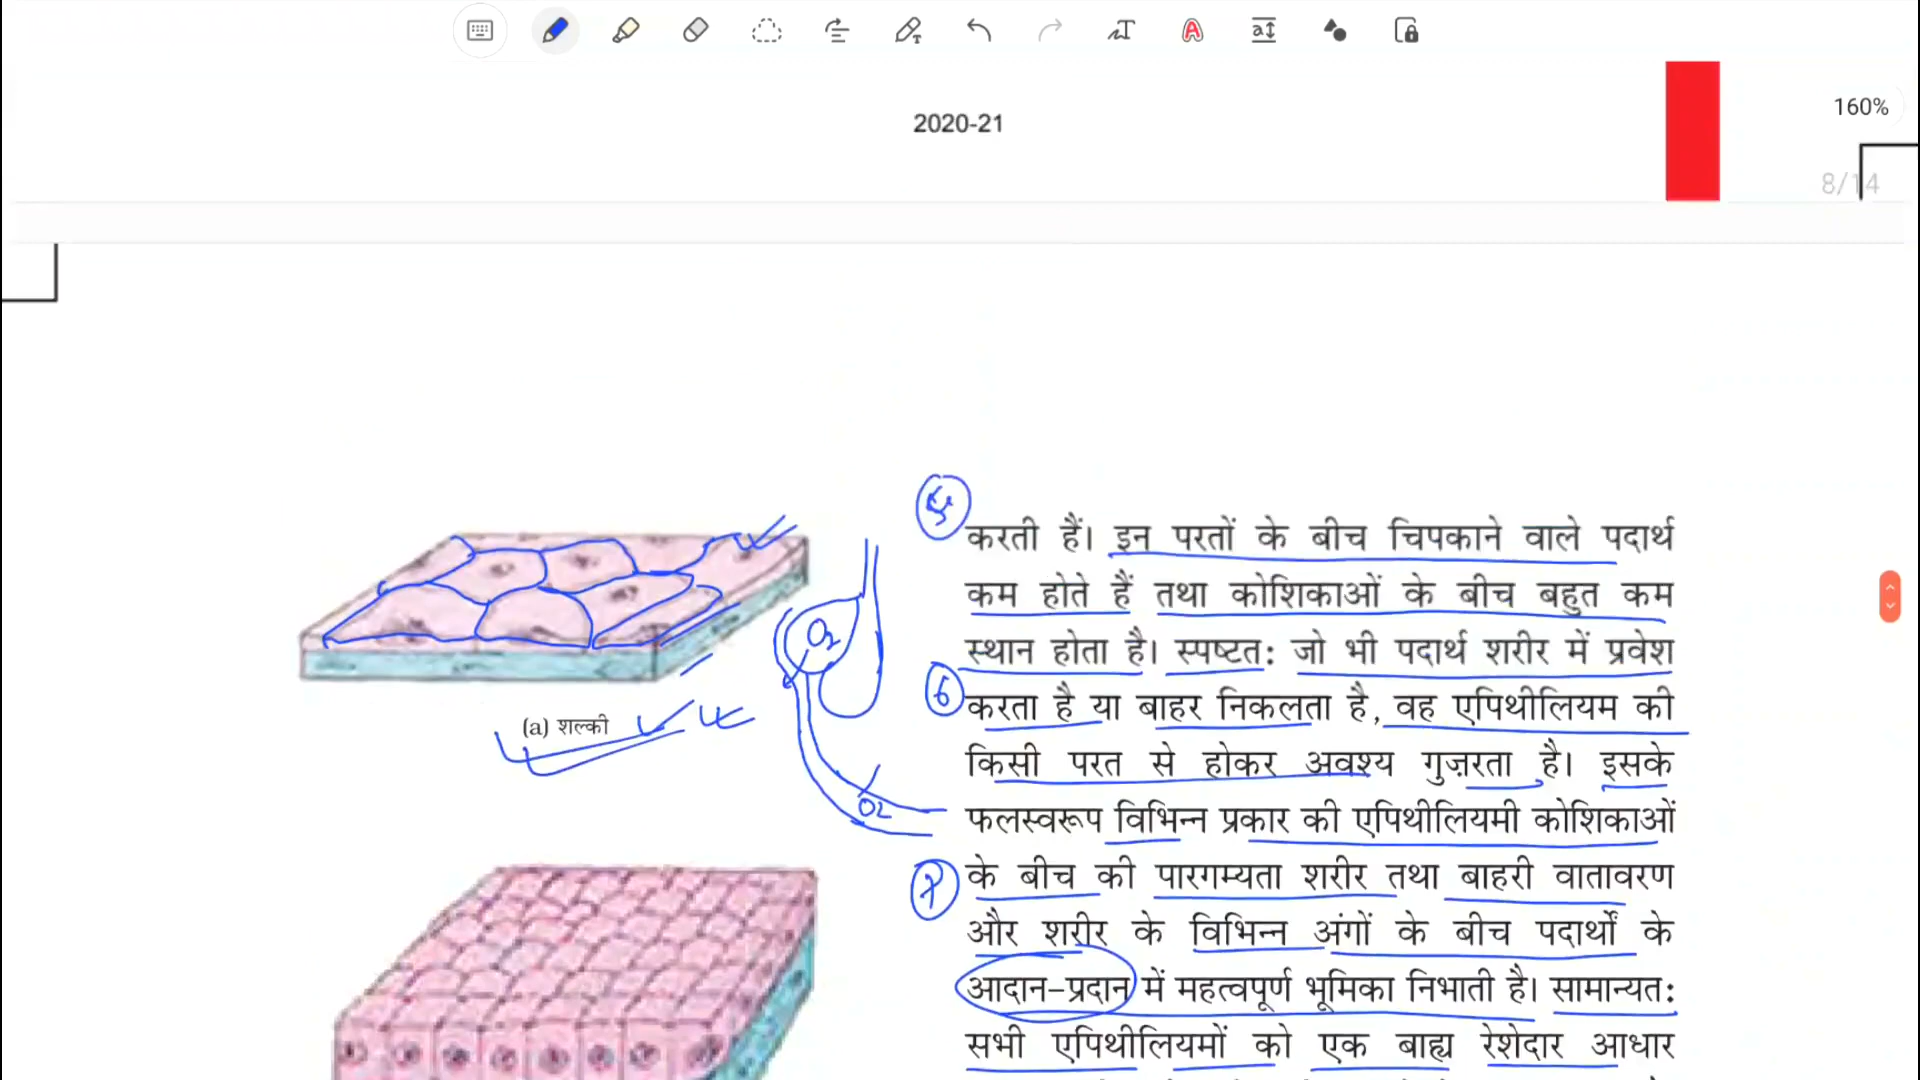 2020-21
160%
8/14
5
करती हैं। इन परतों के बीच चिपकाने वाले पदार्थ
कम होते हैं तथा कोशिकाओं के बीच बहुत कम
स्थान होता है। स्पष्टत: जो भी पदार्थ शरीर में प्रवेश
6
करता है या बाहर निकलता है, वह एपिथीलियम की
(a) शल्की
किसी परत से होकर अवश्य गुज़रता है। इसके
फलस्वरूप विभिन्न प्रकार की एपिथीलियमी कोशिकाओं
O2
O2
7
के बीच की पारगम्यता शरीर तथा बाहरी वातावरण
और शरीर के विभिन्न अंगों के बीच पदार्थों के
आदान-प्रदान में महत्वपूर्ण भूमिका निभाती है। सामान्यत:
सभी एपिथीलियमों को एक बाह्य रेशेदार आधार